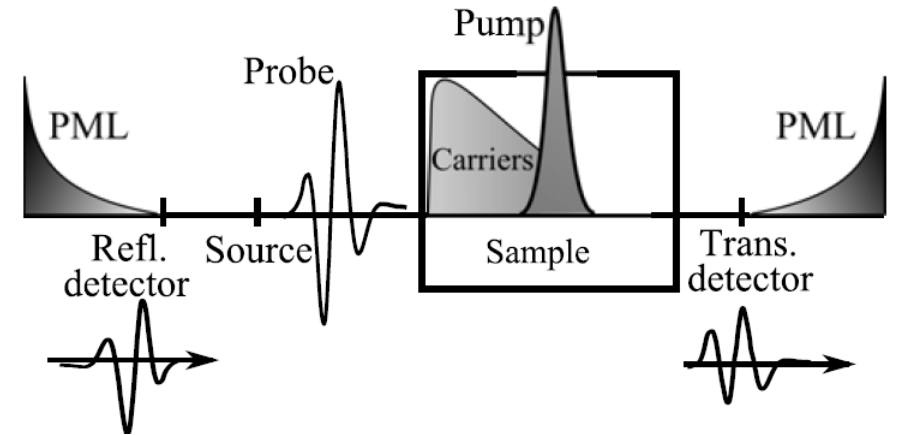 Pump
Probe
PML
PML
Carriers
Refl.
detector
Source
Sample
Trans.
detector